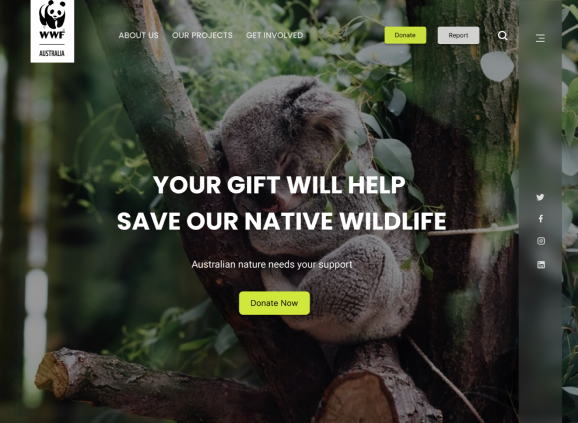 WWF
AUSTRALIA
ABOUT US OUR PROJECTS GET INVOLVED Donate Report
YOUR GIFT WILL HELP
SAVE OUR NATIVE WILDLIFE
Australian nature needs your support
Donate Now